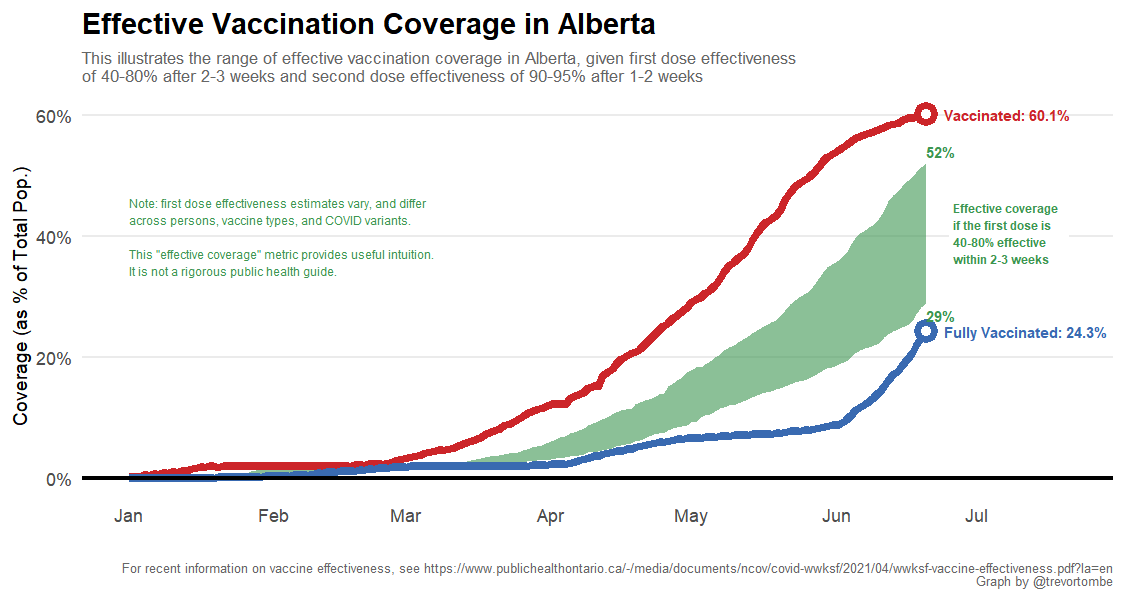 Effective Vaccination Coverage in Alberta
This illustrates the range of effective vaccination coverage in Alberta, given first dose effectiveness
of 40-80% after 2-3 weeks and second dose effectiveness of 90-95% after 1-2 weeks
Coverage (as % of Total Pop.)
60%
40%
20%
0%
Vaccinated: 60.1%
52%
Note: first dose effectiveness estimates vary, and differ
across persons, vaccine types, and COVID variants.
This "effective coverage" metric provides useful intuition.
It is not a rigorous public health guide.
Effective coverage
if the first dose is
40-80% effective
within 2-3 weeks
29%
Fully Vaccinated: 24.3%
Jan Feb Mar Apr May Jun Jul
For recent information on vaccine effectiveness, see https://www.publichealthontario.ca/-/media/documents/ncov/covid-wwksf/2021/04/wwksf-vaccine-effectiveness.pdf?la=en
Graph by @trevortombe